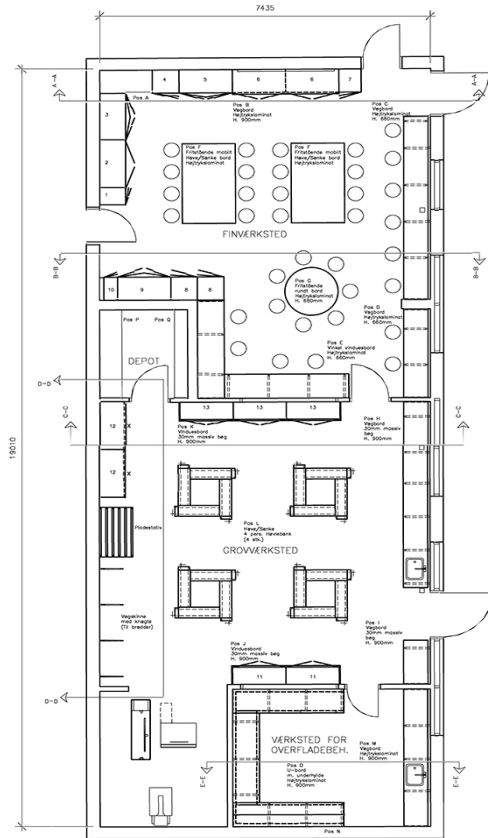 7435
A-A
A-A
4
5
6
6
7
Pos A
Pos B
Vægbord
Højtrykslaminat
H. 900mm
Pos C
Vægbord
Højtrykslaminat
H. 660mm
3
2
1
Pos F
Fritstående mobilt
Hæve/Sænke bord
Højtrykslaminat
Pos F
Fritstående mobilt
Hæve/Sænke bord
Højtrykslaminat
FINVÆRKSTED
B-B
B-B
10
9
8
8
Pos G
Fritstående
rundt bord
Højtrykslaminat
H. 660mm
Pos P
Pos Q
Pos D
Vægbord
Højtrykslaminat
H. 660mm
Pos E
Vinkel vinduesbord
Højtrykslaminat
H. 660mm
DEPOT
D-D
C-C
C-C
19010
12
X
12
X
13
13
13
Pos K
Vinduesbord
30mm massiv bøg
H. 900mm
Pos H
Vægbord
30mm massiv
bøg
H. 900mm
Pladestativ
Pos L
Hæve/Sænke
4 pers. Høvlebænk
(4 stk.)
GROVVÆRKSTED
Vægskinne
med knægte
(Til brædder)
Pos J
Vinduesbord
30mm massiv bøg
H. 900mm
Pos I
Vægbord
30mm massiv
bøg
H. 900mm
11
11
D-D
VÆRKSTED FOR
OVERFLADEBEH.
Pos O
U-bord
m. underhylde
Højtrykslaminat
H. 900mm
Pos M
Vægbord
Højtrykslaminat
H. 900mm
E-E
E-E
Pos N